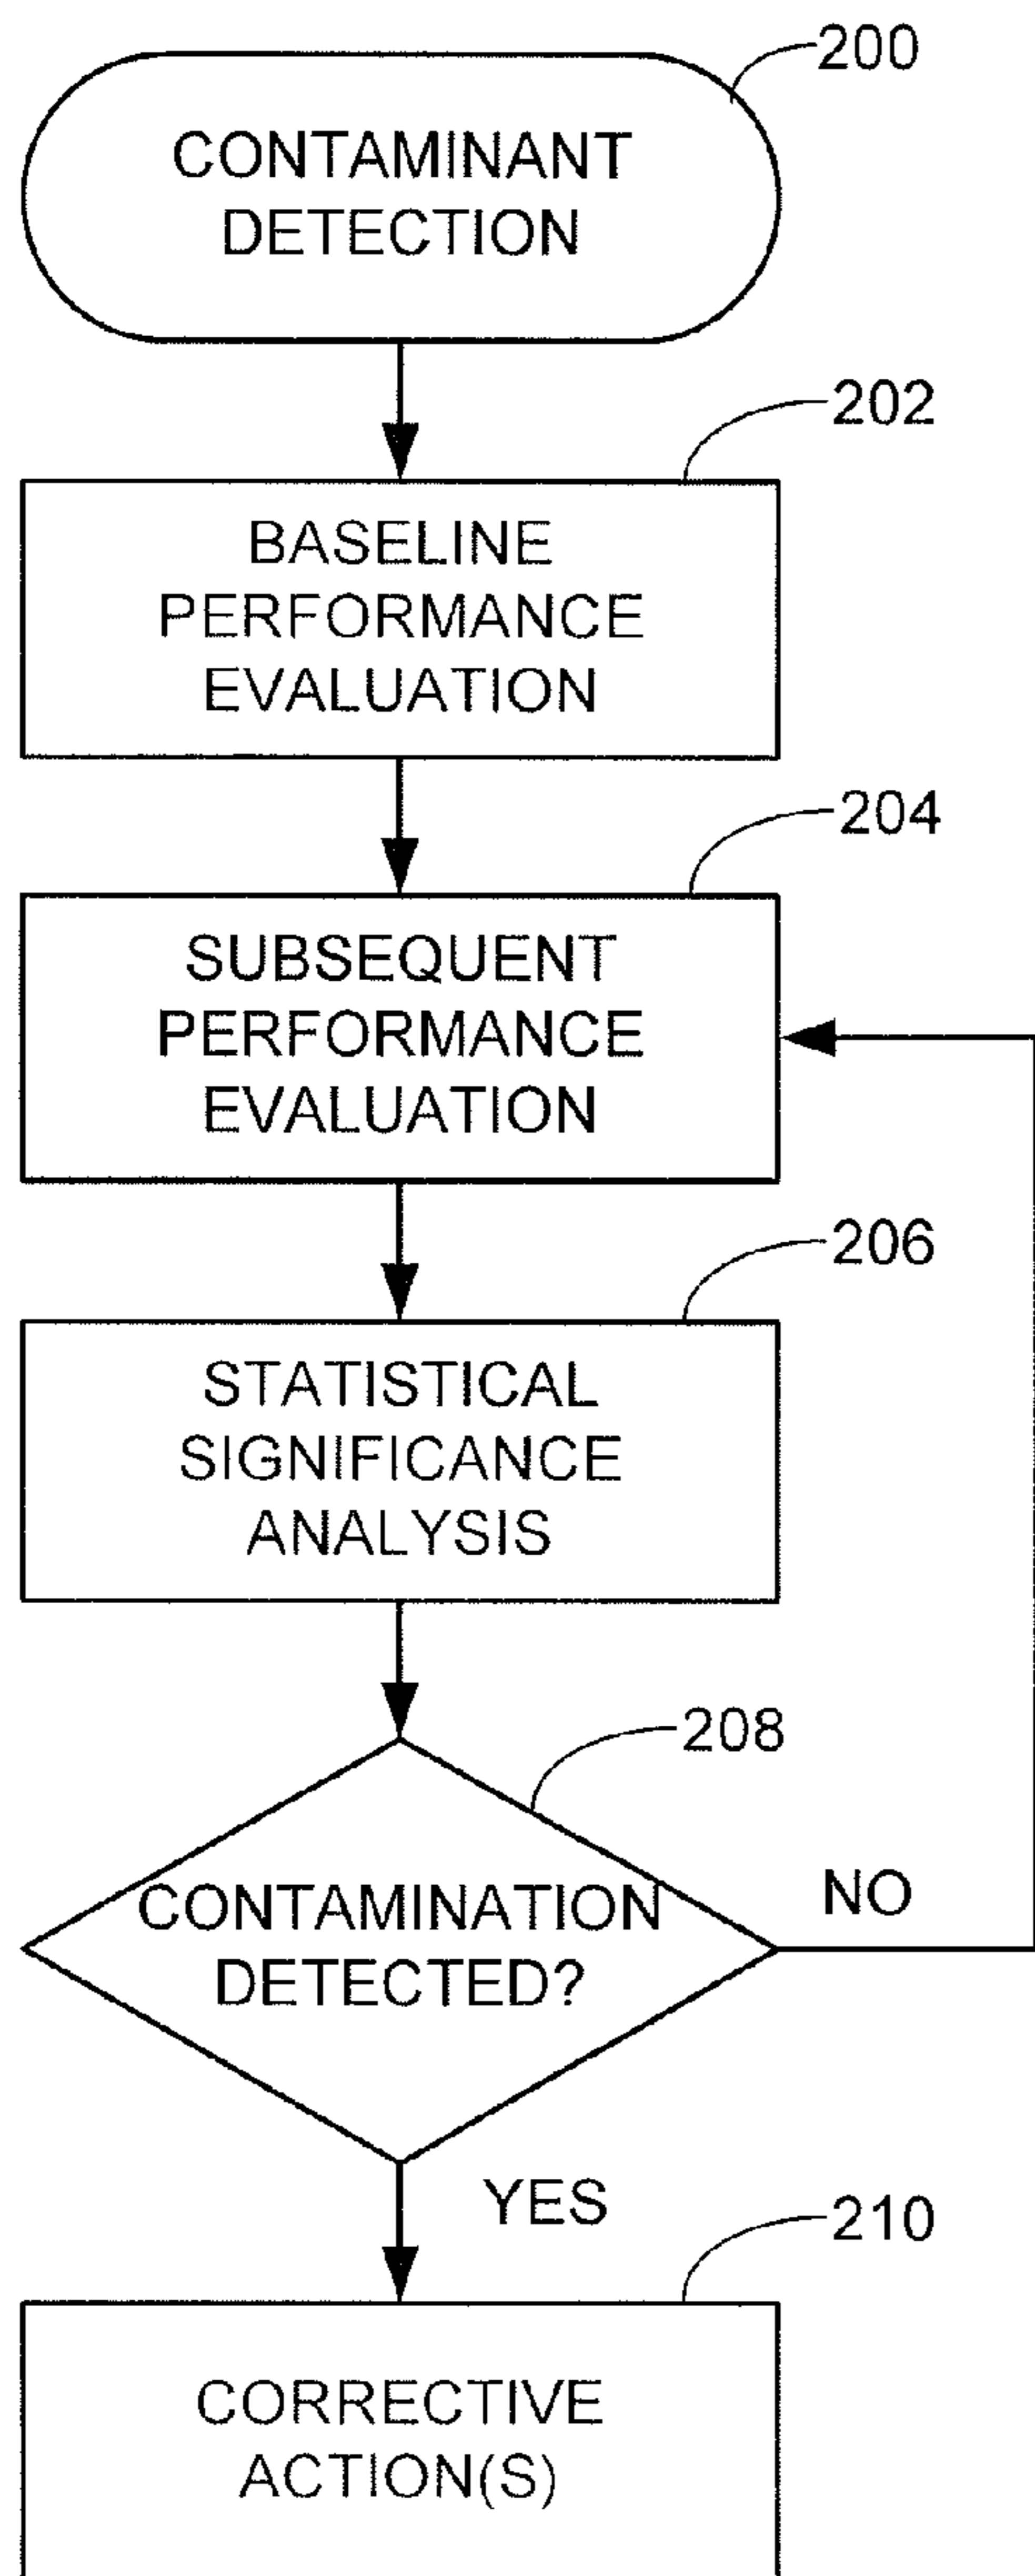 200
CONTAMINANT
DETECTION
202
BASELINE
PERFORMANCE
EVALUATION
204
SUBSEQUENT
PERFORMANCE
EVALUATION
206
STATISTICAL
SIGNIFICANCE
ANALYSIS
208
CONTAMINATION
DETECTED?
NO
YES
210
CORRECTIVE
ACTION(S)